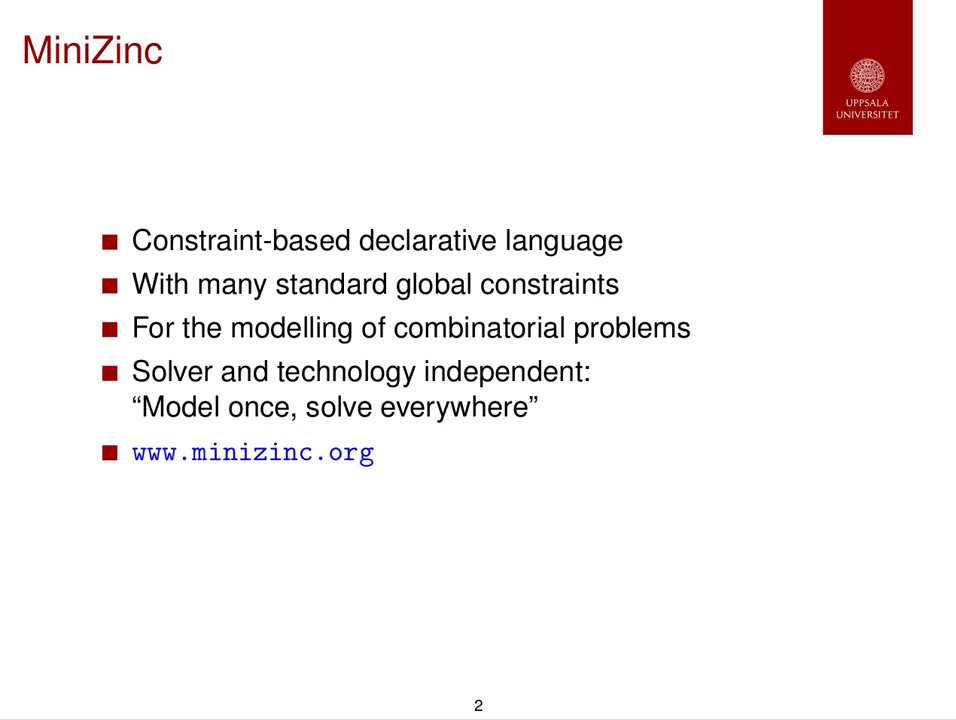 MiniZinc
UPPSALA
UNIVERSITET
Constraint-based declarative language
With many standard global constraints
For the modelling of combinatorial problems
Solver and technology independent:
“Model once, solve everywhere”
www.minizinc.org
2